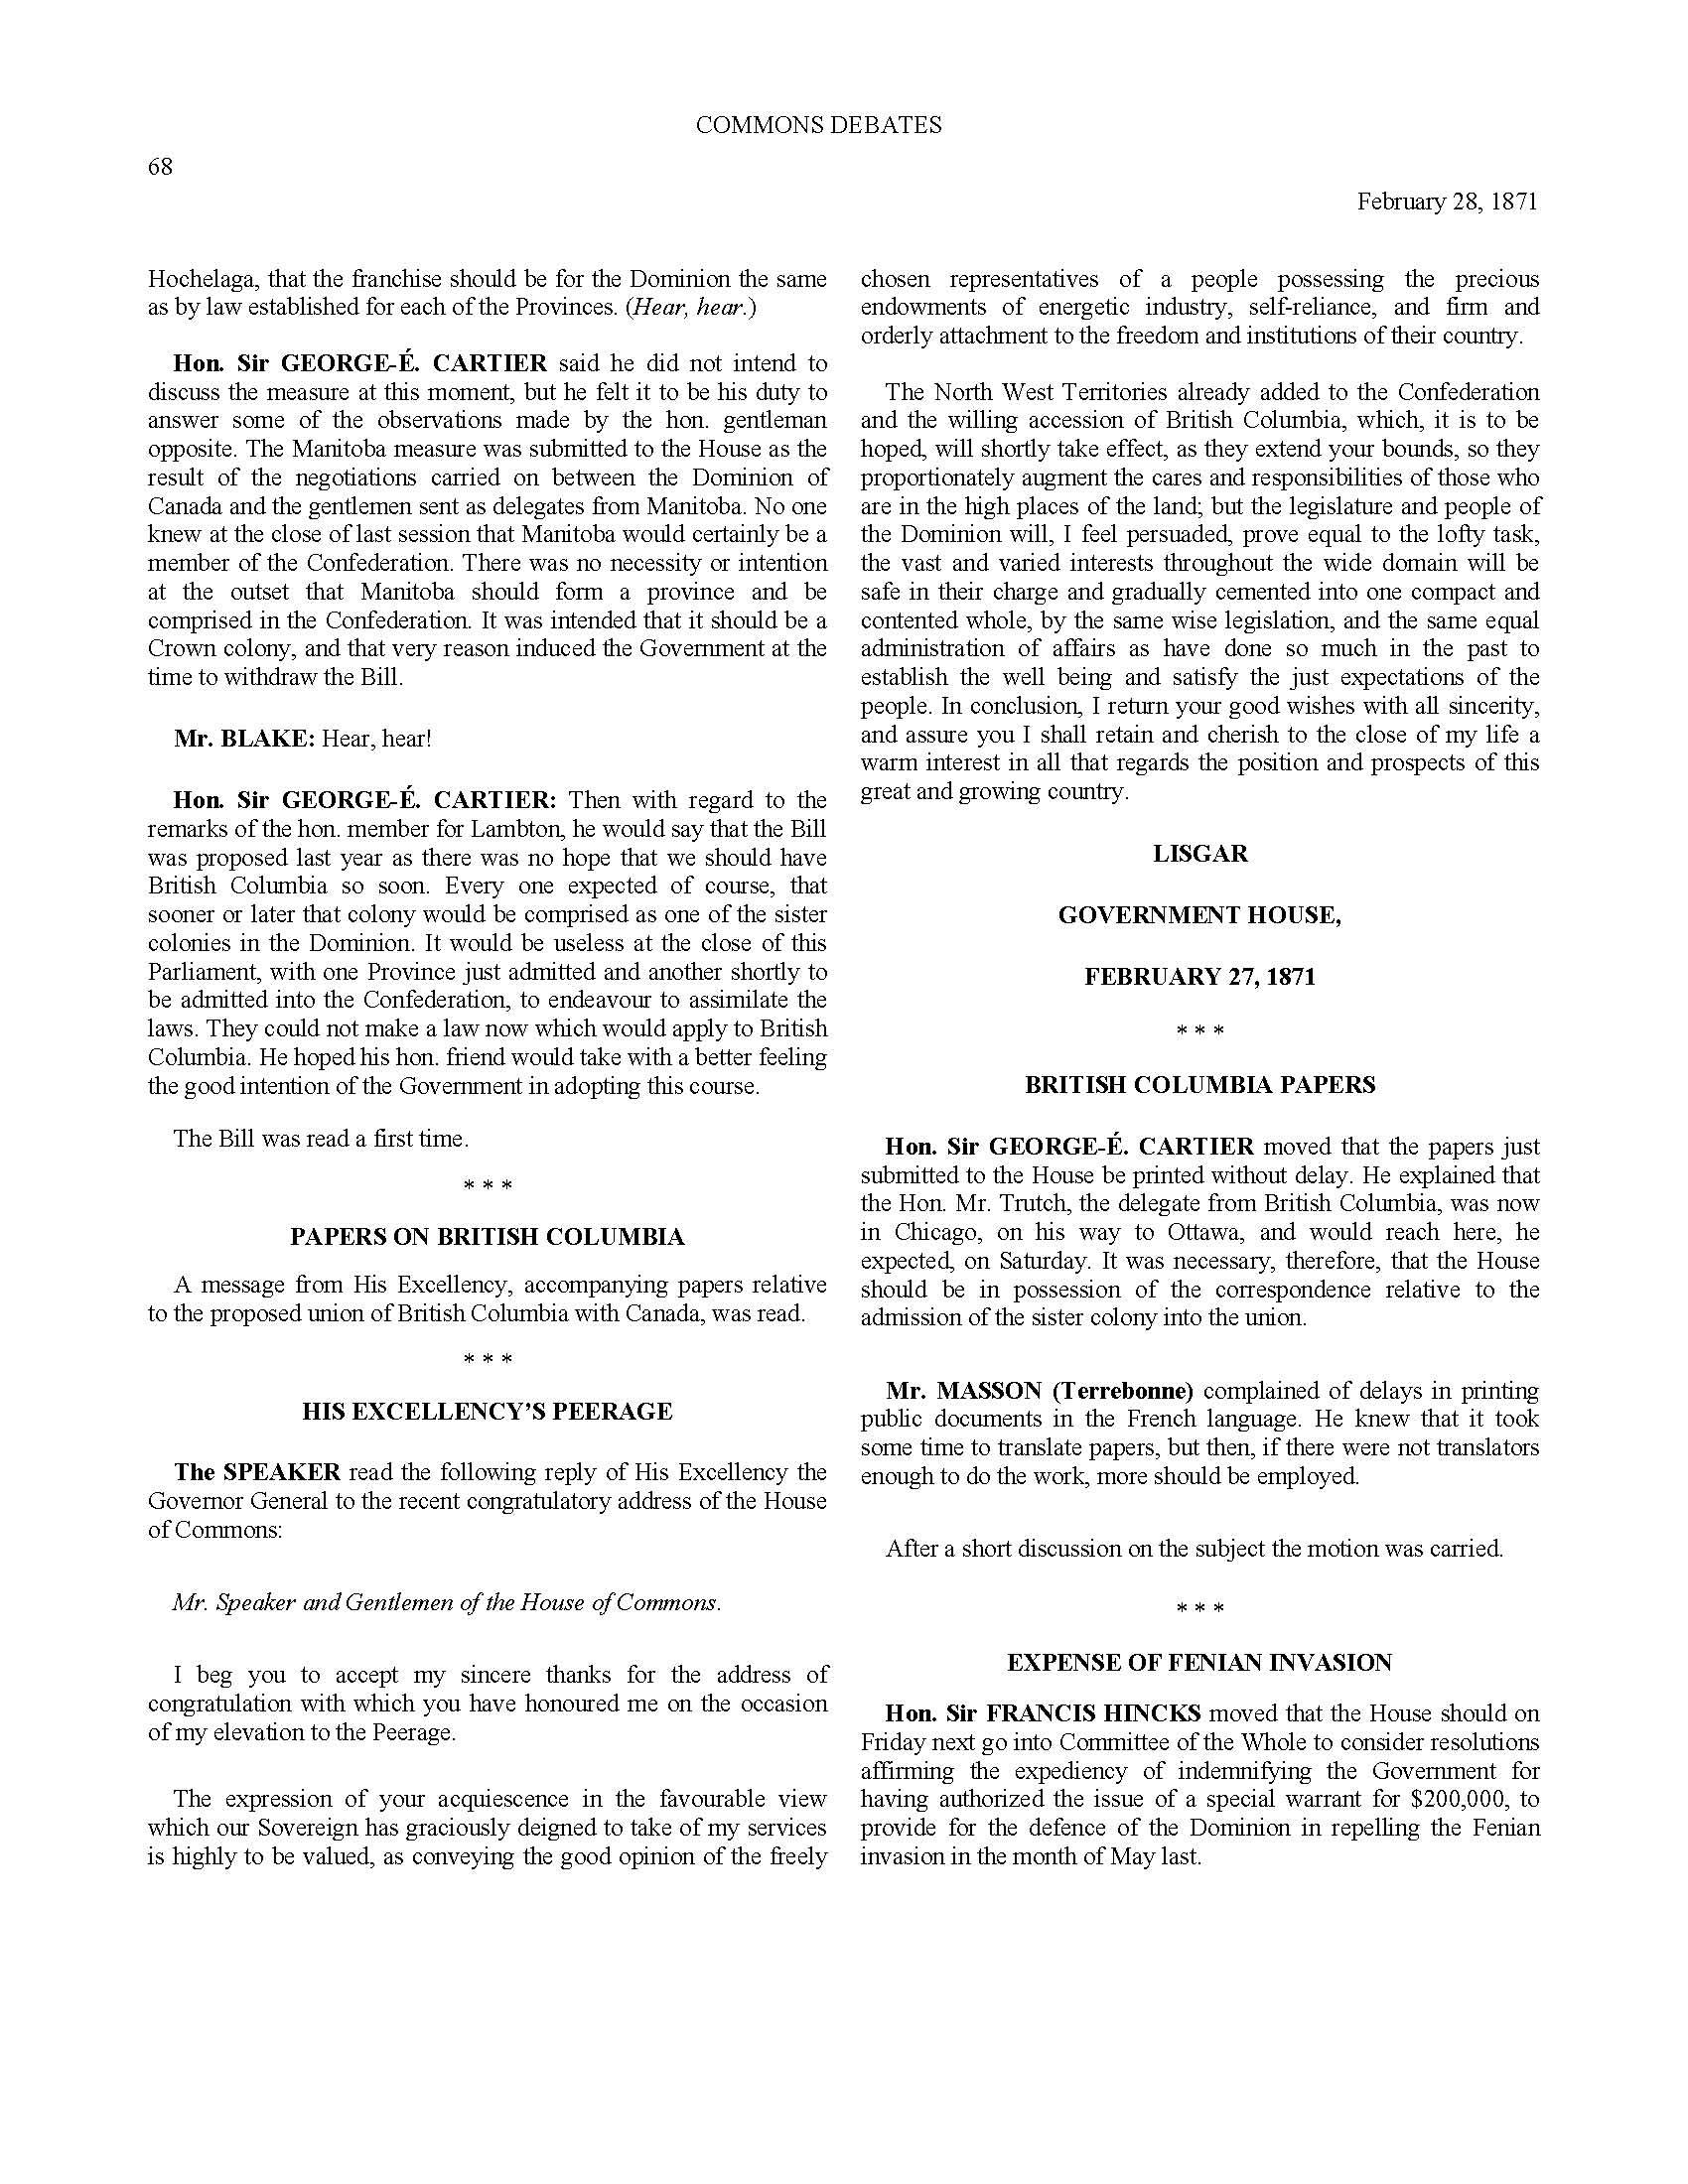 COMMONS DEBATES
68
February 28, 1871
Hochelaga, that the franchise should be for the Dominion the same
as by law established for each of the Provinces. (Hear, hear.)
Hon. Sir GEORGE-É. CARTIER said he did not intend to
discuss the measure at this moment, but he felt it to be his duty to
answer some of the observations made by the hon. gentleman
opposite. The Manitoba measure was submitted to the House as the
result of the negotiations carried on between the Dominion of
Canada and the gentlemen sent as delegates from Manitoba. No one
knew at the close of last session that Manitoba would certainly be a
member of the Confederation. There was no necessity or intention
at the outset that Manitoba should form a province and be
comprised in the Confederation. It was intended that it should be a
Crown colony, and that very reason induced the Government at the
time to withdraw the Bill.
Mr. BLAKE: Hear, hear!
Hon. Sir GEORGE-É. CARTIER: Then with regard to the
remarks of the hon. member for Lambton, he would say that the Bill
was proposed last year as there was no hope that we should have
British Columbia so soon. Every one expected of course, that
sooner or later that colony would be comprised as one of the sister
colonies in the Dominion. It would be useless at the close of this
Parliament, with one Province just admitted and another shortly to
be admitted into the Confederation, to endeavour to assimilate the
laws. They could not make a law now which would apply to British
Columbia. He hoped his hon. friend would take with a better feeling
the good intention of the Government in adopting this course.
The Bill was read a first time.
* * *
PAPERS ON BRITISH COLUMBIA
A message from His Excellency, accompanying papers relative
to the proposed union of British Columbia with Canada, was read.
* * *
HIS EXCELLENCY’S PEERAGE
The SPEAKER read the following reply of His Excellency the
Governor General to the recent congratulatory address of the House
of Commons:
Mr. Speaker and Gentlemen of the House of Commons.
I beg you to accept my sincere thanks for the address of
congratulation with which you have honoured me on the occasion
of my elevation to the Peerage.
The expression of your acquiescence in the favourable view
which our Sovereign has graciously deigned to take of my services
is highly to be valued, as conveying the good opinion of the freely
chosen representatives of a people possessing the precious
endowments of energetic industry, self-reliance, and firm and
orderly attachment to the freedom and institutions of their country.
The North West Territories already added to the Confederation
and the willing accession of British Columbia, which, it is to be
hoped, will shortly take effect, as they extend your bounds, so they
proportionately augment the cares and responsibilities of those who
are in the high places of the land; but the legislature and people of
the Dominion will, I feel persuaded, prove equal to the lofty task,
the vast and varied interests throughout the wide domain will be
safe in their charge and gradually cemented into one compact and
contented whole, by the same wise legislation, and the same equal
administration of affairs as have done so much in the past to
establish the well being and satisfy the just expectations of the
people. In conclusion, I return your good wishes with all sincerity,
and assure you I shall retain and cherish to the close of my life a
warm interest in all that regards the position and prospects of this
great and growing country.
LISGAR
GOVERNMENT HOUSE,
FEBRUARY 27, 1871
* * *
BRITISH COLUMBIA PAPERS
Hon. Sir GEORGE-É. CARTIER moved that the papers just
submitted to the House be printed without delay. He explained that
the Hon. Mr. Trutch, the delegate from British Columbia, was now
in Chicago, on his way to Ottawa, and would reach here, he
expected, on Saturday. It was necessary, therefore, that the House
should be in possession of the correspondence relative to the
admission of the sister colony into the union.
Mr. MASSON (Terrebonne) complained of delays in printing
public documents in the French language. He knew that it took
some time to translate papers, but then, if there were not translators
enough to do the work, more should be employed.
After a short discussion on the subject the motion was carried.
* * *
EXPENSE OF FENIAN INVASION
Hon. Sir FRANCIS HINCKS moved that the House should on
Friday next go into Committee of the Whole to consider resolutions
affirming the expediency of indemnifying the Government for
having authorized the issue of a special warrant for $200,000, to
provide for the defence of the Dominion in repelling the Fenian
invasion in the month of May last.